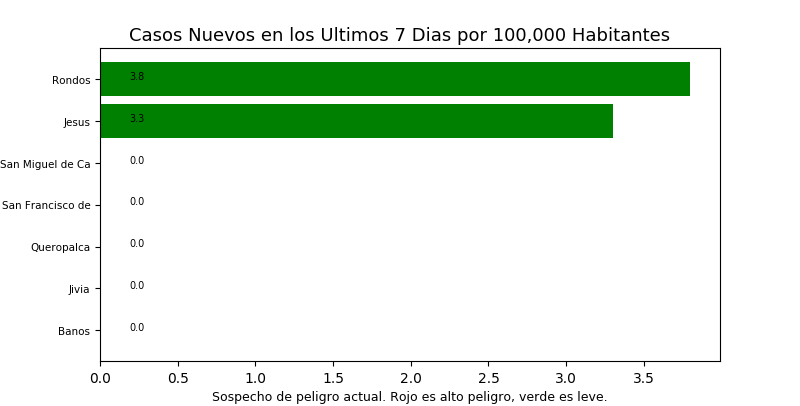 Casos Nuevos en los Ultimos 7 Dias por 100,000 Habitantes
Rondos 3.8
Jesus 3.3
San Miguel de Ca 0.0
San Francisco de 0.0
Queropalca 0.0
Jivia 0.0
Banos 0.0
0.0 0.5 1.0 1.5 2.0 2.5 3.0 3.5
Sospecho de peligro actual. Rojo es alto peligro, verde es leve.